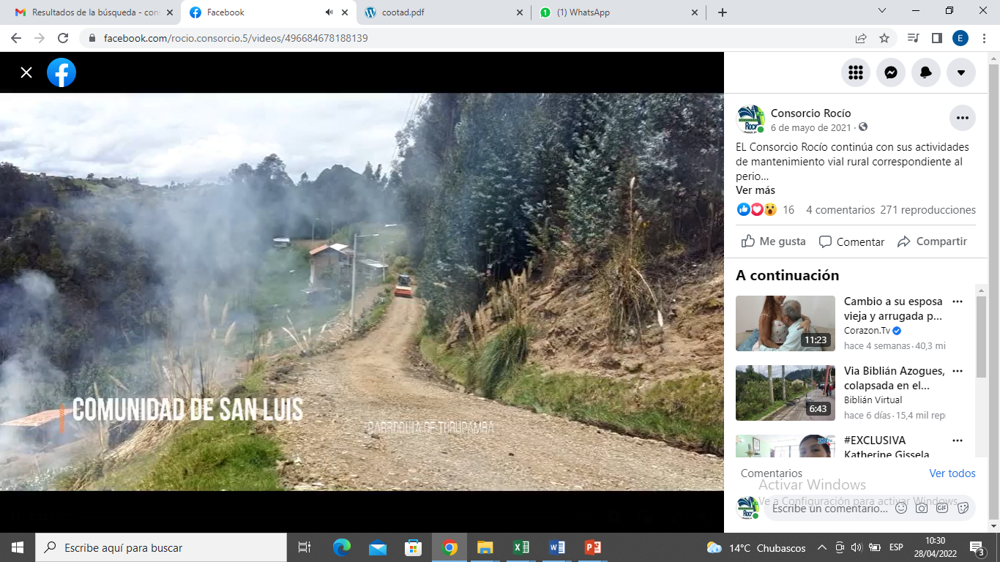 Resultados de la búsqueda - con
Facebook
cootad.pdf
(1) WhatsApp
facebook.com/rocio.consorcio.5/videos/496684678188139
E
COMUNIDAD DE SAN LUIS
PARROQUIA DE TURUPAMBA
Consorcio Rocío
6 de mayo de 2021 ·
EL Consorcio Rocío continúa con sus actividades
de mantenimiento vial rural correspondiente al
perio...
Ver más
16 4 comentarios 271 reproducciones
Me gusta Comentar Compartir
A continuación
Cambio a su esposa
vieja y arrugada p...
Corazon.Tv
hace 4 semanas · 40,3 mi
11:23
Via Biblián Azogues,
colapsada en el...
Biblián Virtual
hace 6 días · 15,4 mil rep
6:43
#EXCLUSIVA
Katherine Gissela
Comentarios Ver todos
Activar Windows
Ve a Configuración para activar Windows.
Escribe un comentario...
GIF
Escribe aquí para buscar
14°C Chubascos
ESP
10:30
28/04/2022
3